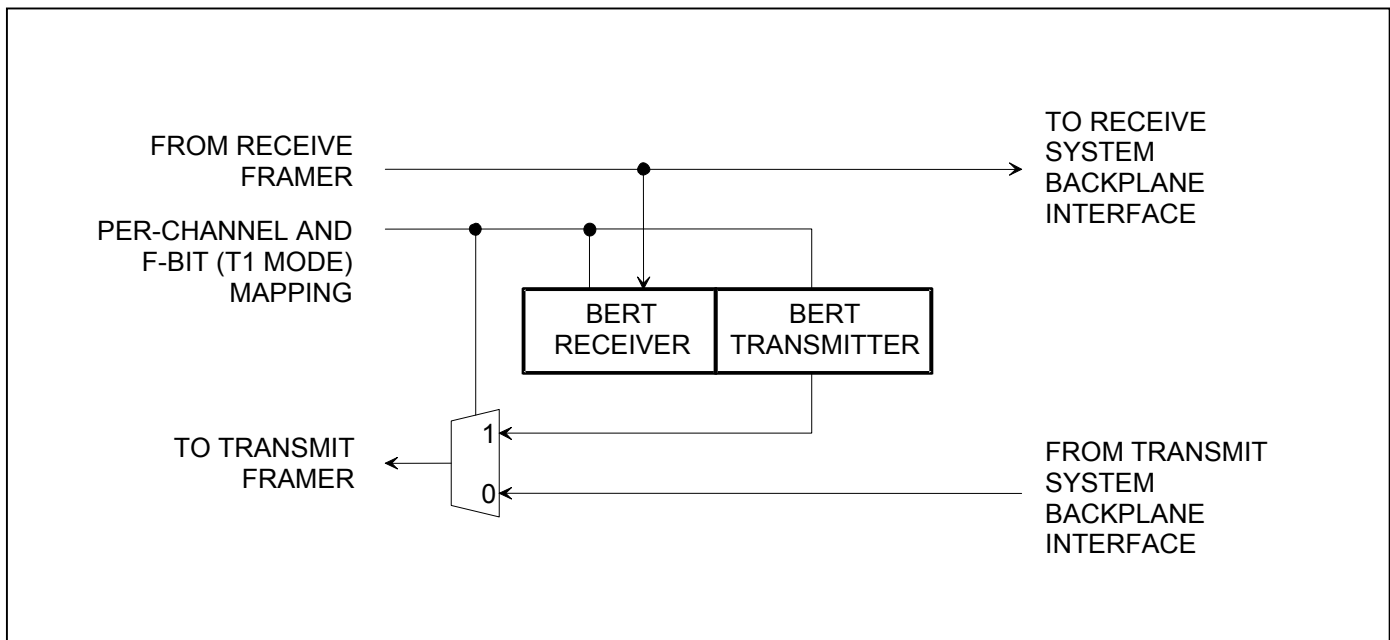 FROM RECEIVE
FRAMER
TO RECEIVE
SYSTEM
BACKPLANE
INTERFACE
PER-CHANNEL AND
F-BIT (T1 MODE)
MAPPING
BERT
RECEIVER
BERT
TRANSMITTER
1
0
TO TRANSMIT
FRAMER
FROM TRANSMIT
SYSTEM
BACKPLANE
INTERFACE